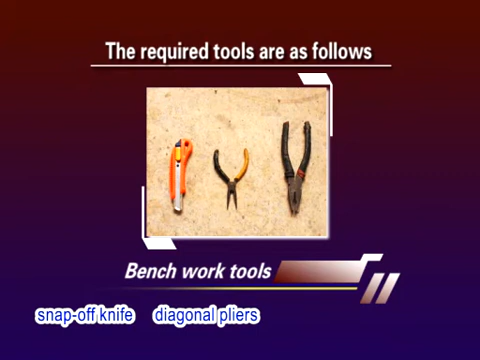 The required tools are as follows
Bench work tools
snap-off knife diagonal pliers